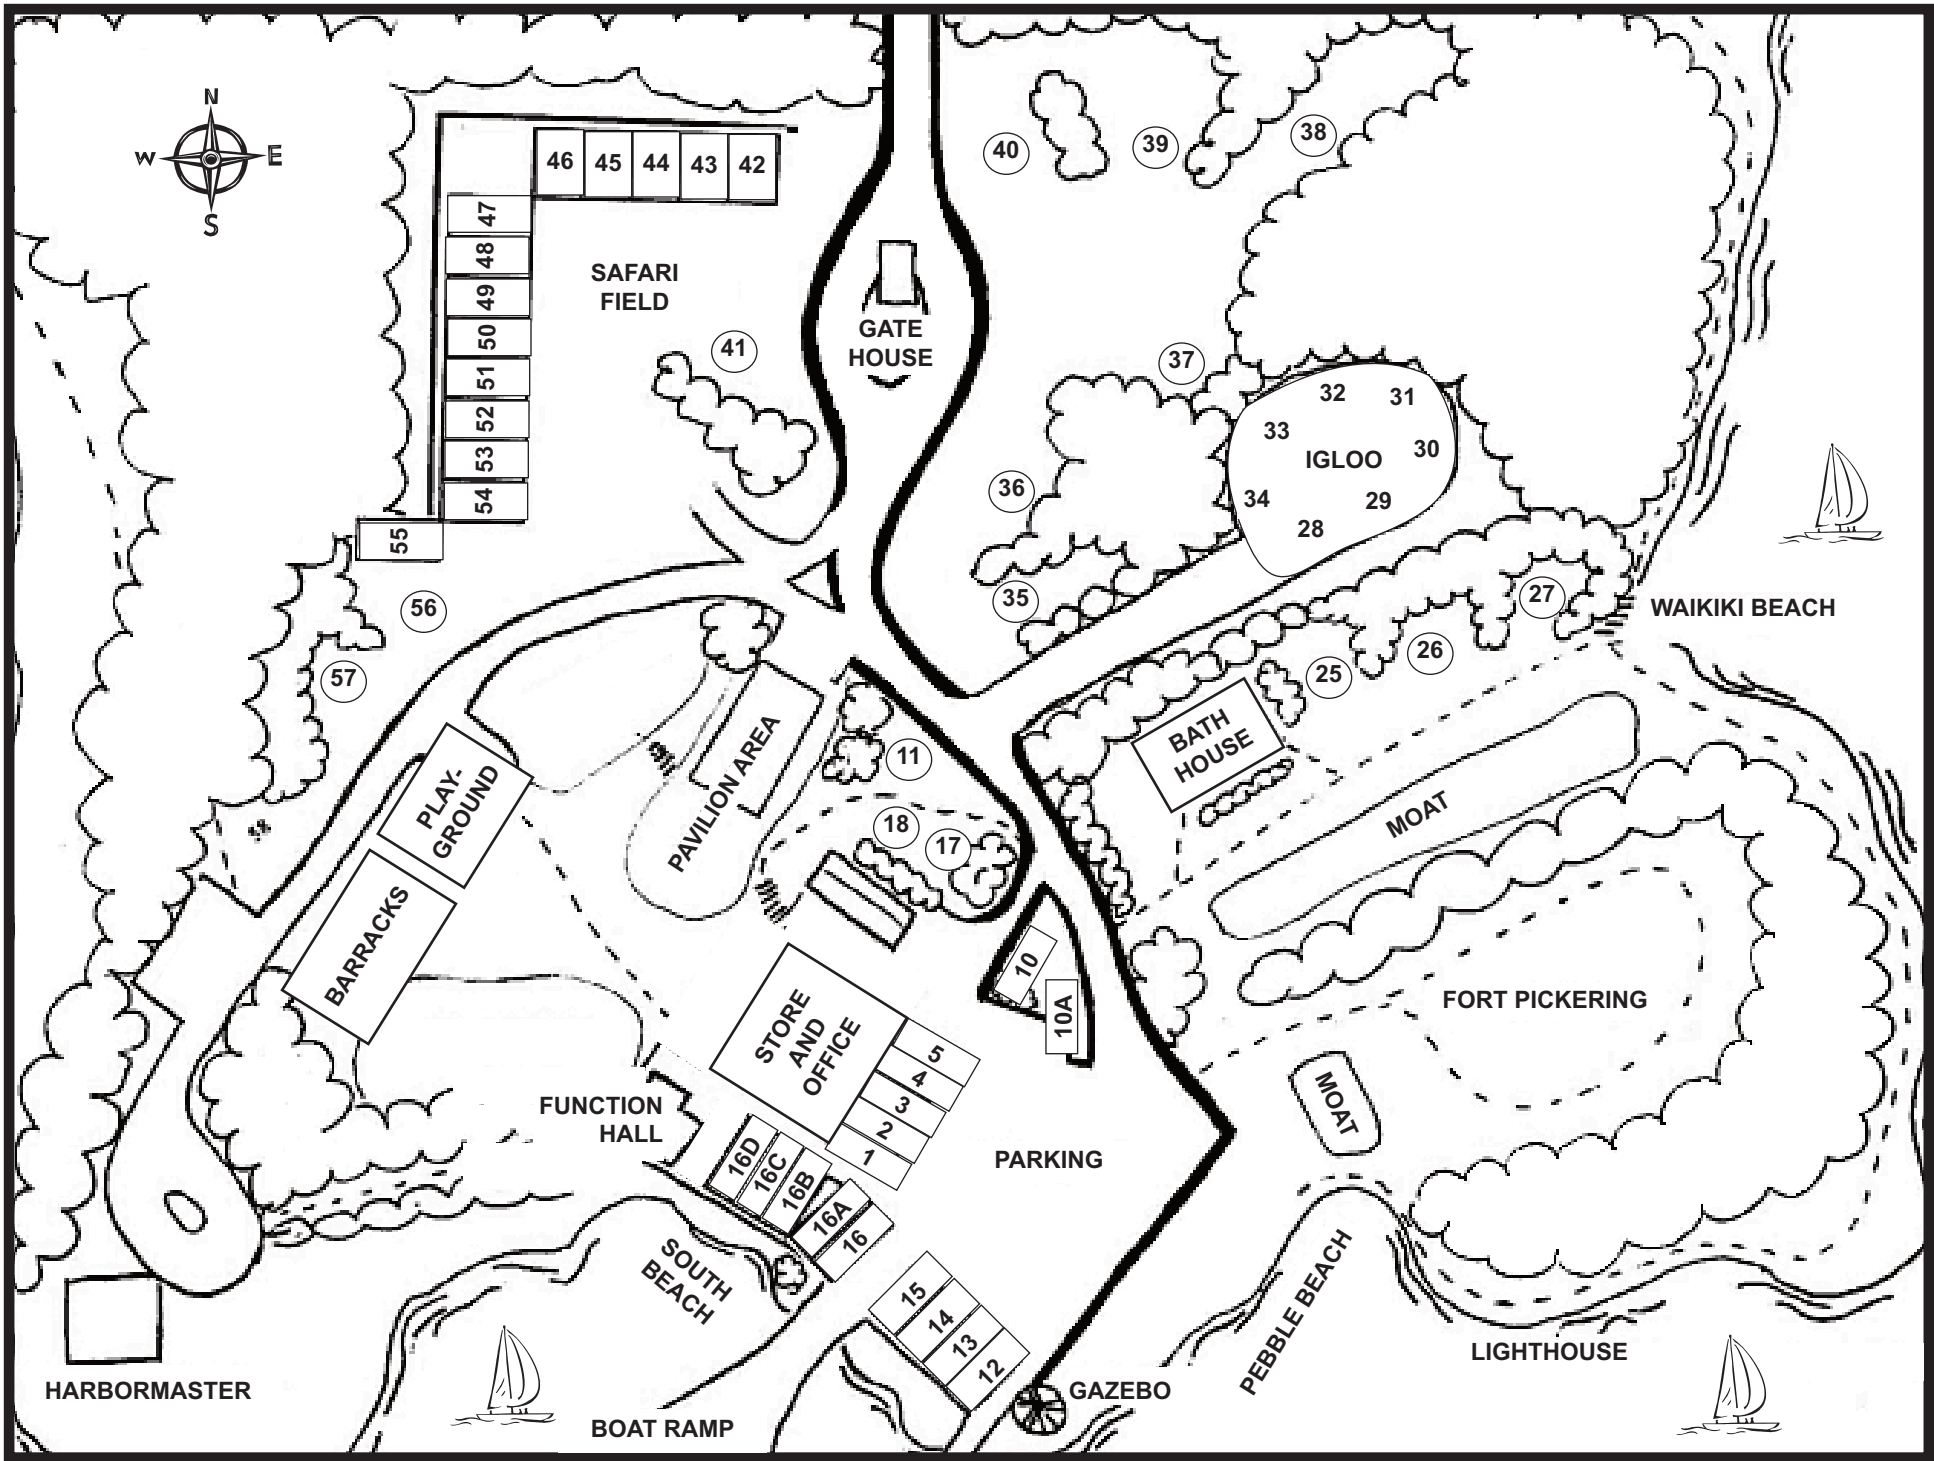 N
W
E
S
46
45
44
43
42
47
48
49
50
51
52
53
54
55
SAFARI
FIELD
41
GATE
HOUSE
40
39
38
37
36
35
32
31
33
IGLOO
30
34
29
28
27
26
25
WAIKIKI BEACH
56
57
58
PLAY-
GROUND
BARRACKS
PAVILION AREA
11
18
17
BATH
HOUSE
MOAT
FORT PICKERING
MOAT
10
10A
STORE
AND
OFFICE
5
4
3
2
1
FUNCTION
HALL
16D
16C
16B
16A
16
PARKING
15
14
13
12
SOUTH
BEACH
PEBBLE BEACH
LIGHTHOUSE
GAZEBO
HARBORMASTER
BOAT RAMP